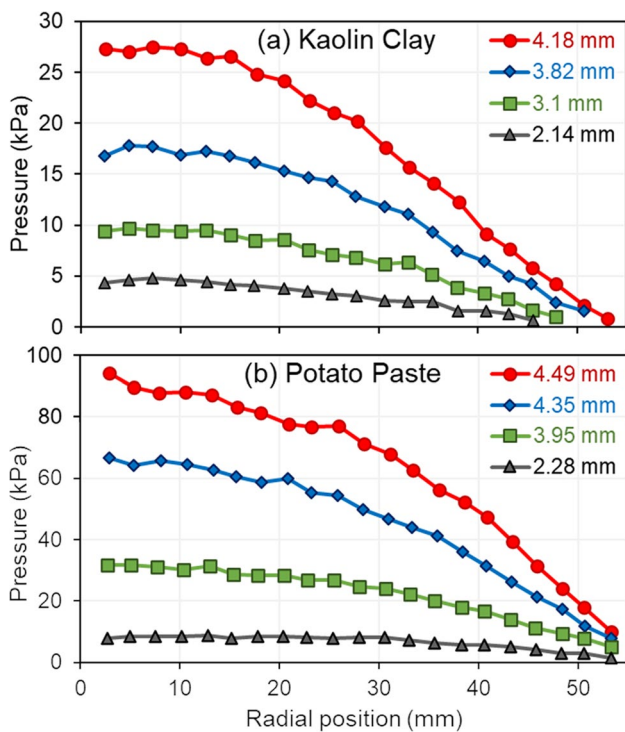 30
(a) Kaolin Clay
4.18 mm
3.82 mm
3.1 mm
2.14 mm
25
20
15
10
5
0
Pressure (kPa)
100
(b) Potato Paste
4.49 mm
4.35 mm
3.95 mm
2.28 mm
80
60
40
20
0
Pressure (kPa)
0 10 20 30 40 50
Radial position (mm)